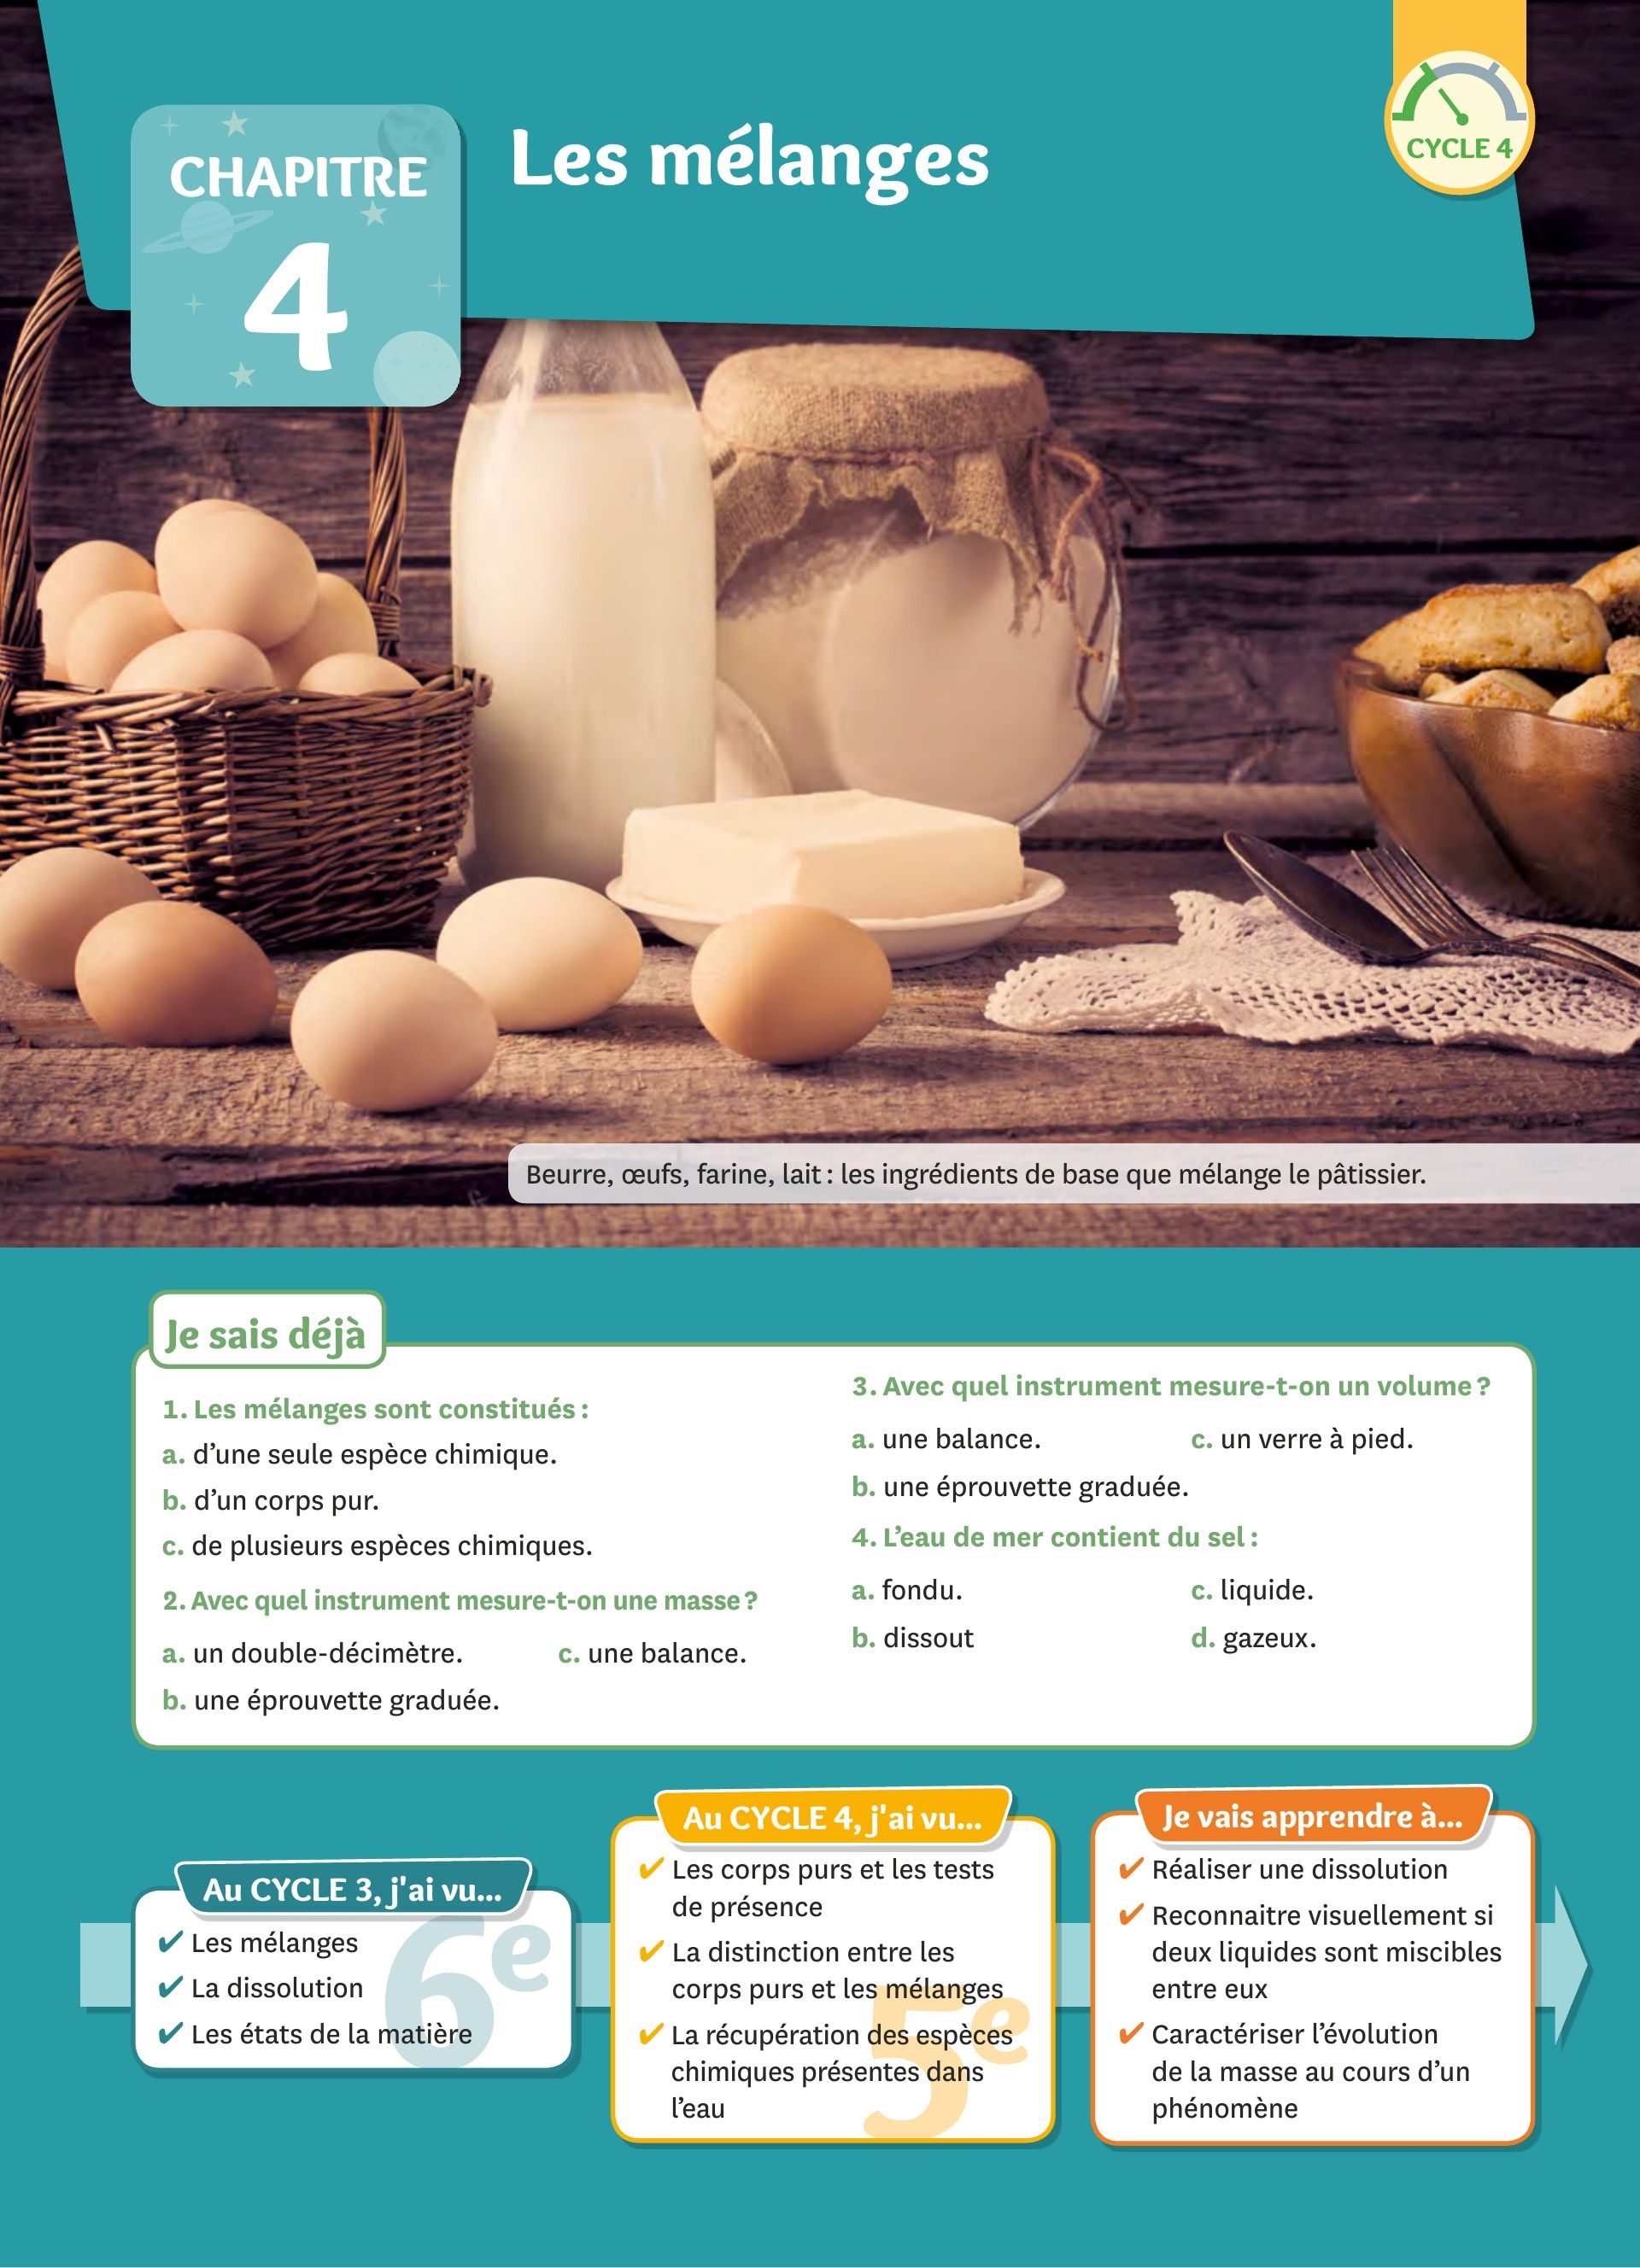 CHAPITRE
4
Les mélanges
CYCLE 4
Beurre, œufs, farine, lait : les ingrédients de base que mélange le pâtissier.
Je sais déjà
1. Les mélanges sont constitués :
a. d’une seule espèce chimique.
b. d’un corps pur.
c. de plusieurs espèces chimiques.
2. Avec quel instrument mesure-t-on une masse ?
a. un double-décimètre.
c. une balance.
b. une éprouvette graduée.
3. Avec quel instrument mesure-t-on un volume ?
a. une balance.
c. un verre à pied.
b. une éprouvette graduée.
4. L’eau de mer contient du sel :
a. fondu.
c. liquide.
b. dissout
d. gazeux.
Au CYCLE 3, j'ai vu...
6e
✔ Les mélanges
✔ La dissolution
✔ Les états de la matière
Au CYCLE 4, j'ai vu...
5e
✔ Les corps purs et les tests
de présence
✔ La distinction entre les
corps purs et les mélanges
✔ La récupération des espèces
chimiques présentes dans
l’eau
Je vais apprendre à...
✔ Réaliser une dissolution
✔ Reconnaitre visuellement si
deux liquides sont miscibles
entre eux
✔ Caractériser l’évolution
de la masse au cours d’un
phénomène